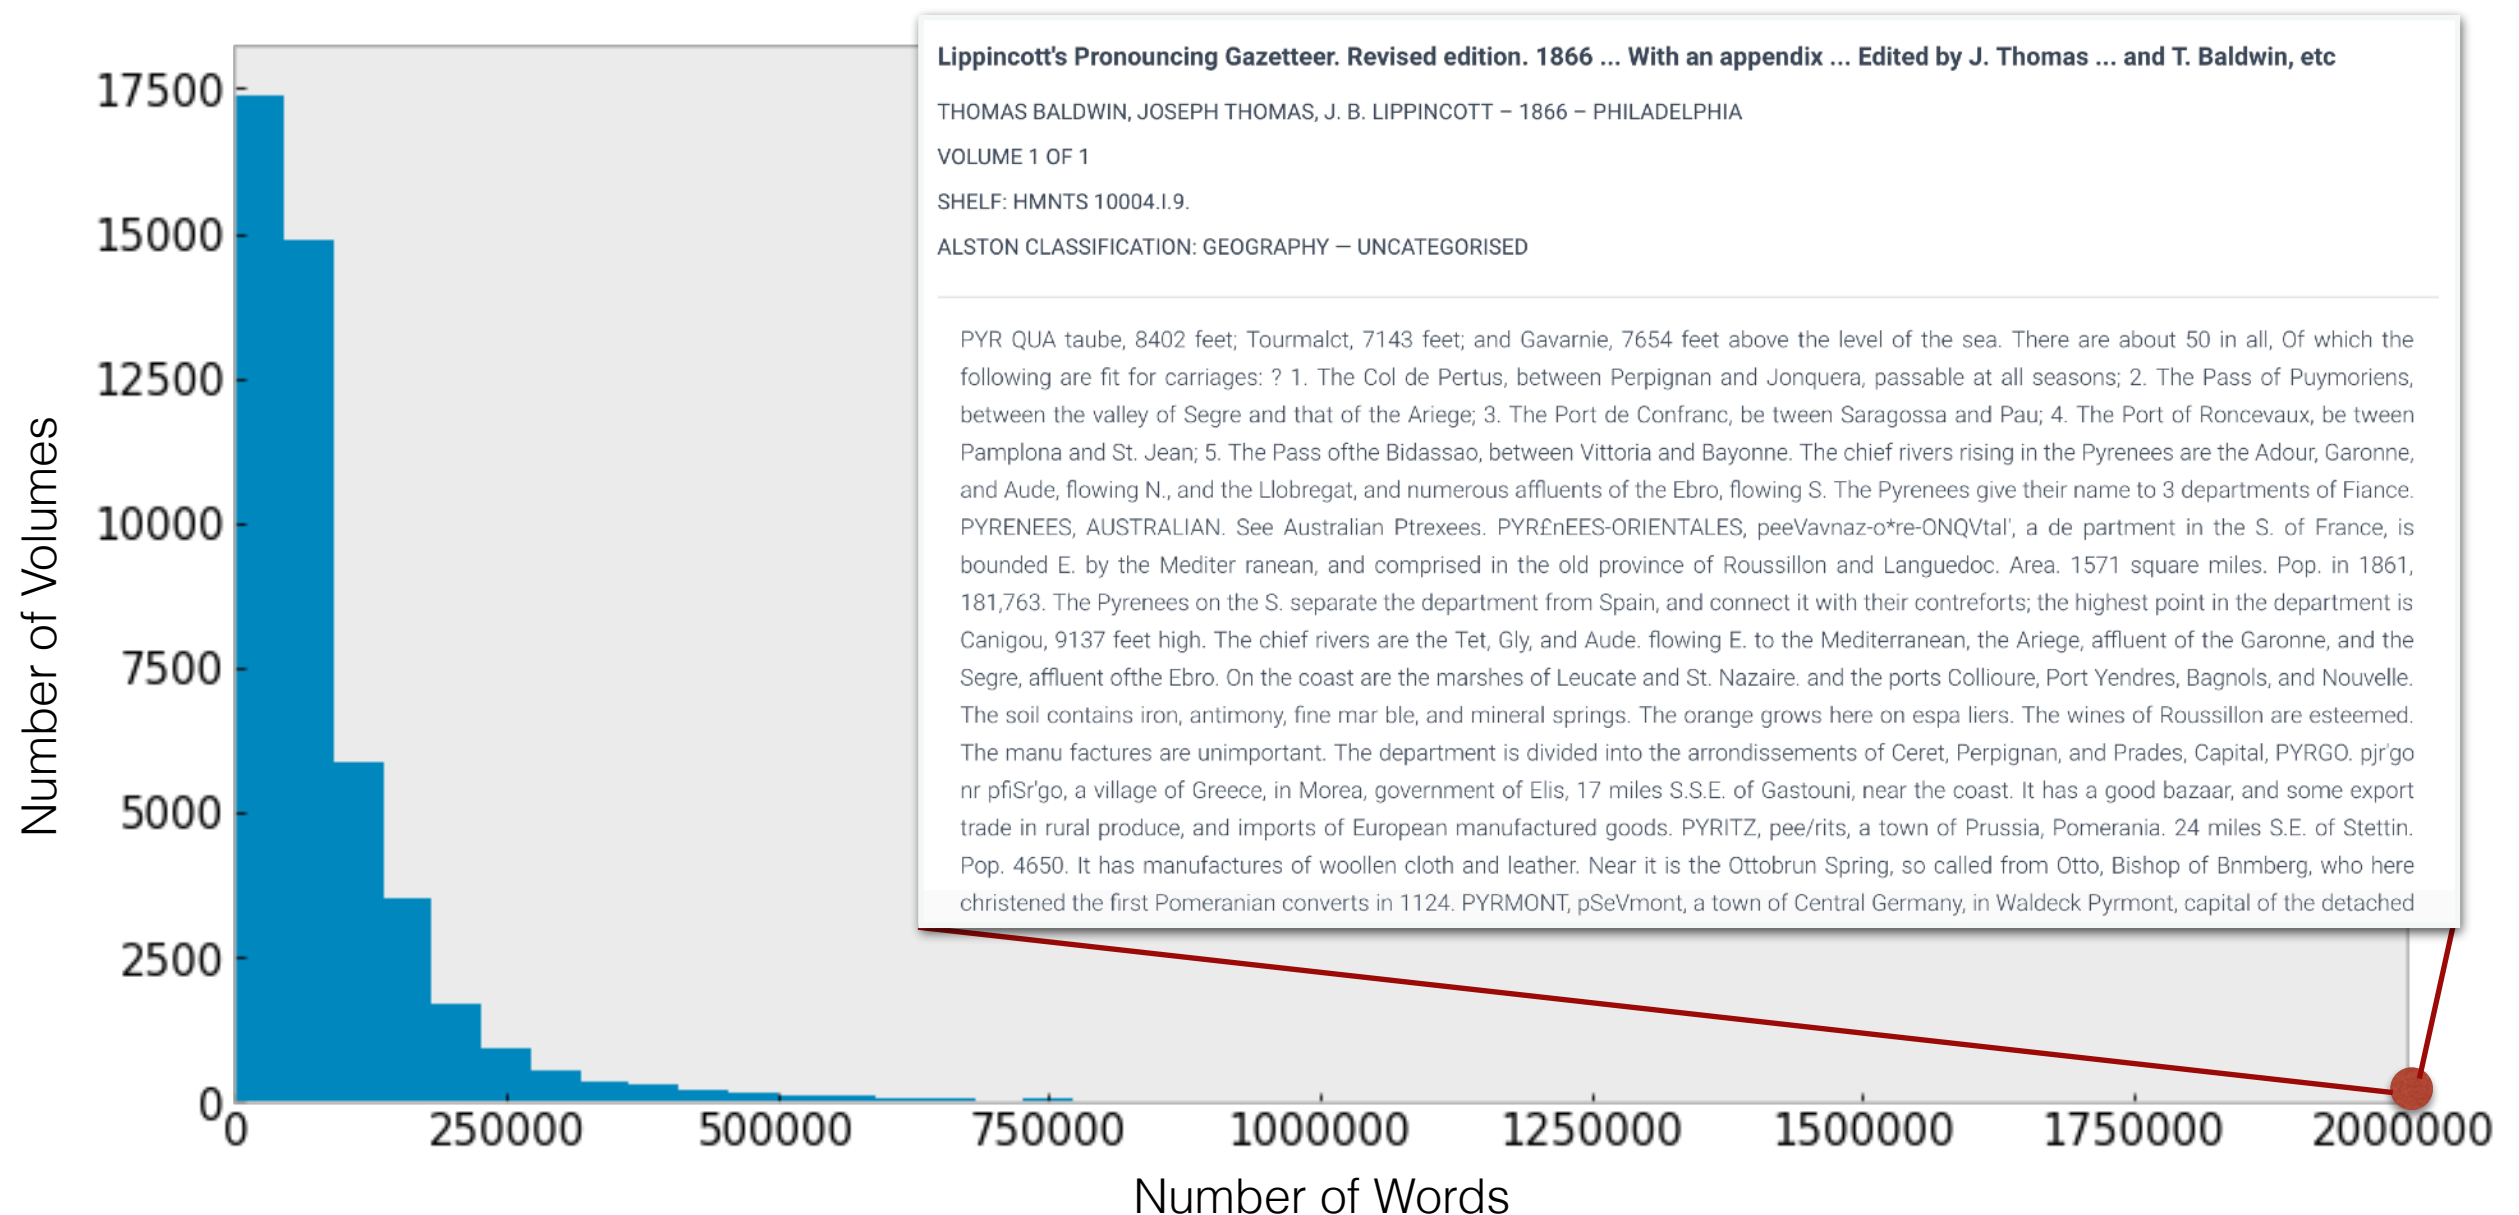 Lippincott's Pronouncing Gazetteer. Revised edition. 1866 ... With an appendix ... Edited by J. Thomas ... and T. Baldwin, etc
THOMAS BALDWIN, JOSEPH THOMAS, J. B. LIPPINCOTT – 1866 – PHILADELPHIA
VOLUME 1 OF 1
SHELF: HMNTS 10004.I.9.
ALSTON CLASSIFICATION: GEOGRAPHY — UNCATEGORISED
PYR QUA taube, 8402 feet; Tourmalct, 7143 feet; and Gavarnie, 7654 feet above the level of the sea. There are about 50 in all, Of which the
following are fit for carriages: ? 1. The Col de Pertus, between Perpignan and Jonquera, passable at all seasons; 2. The Pass of Puymoriens,
between the valley of Segre and that of the Ariege; 3. The Port de Confranc, be tween Saragossa and Pau; 4. The Port of Roncevaux, be tween
Pamplona and St. Jean; 5. The Pass ofthe Bidassao, between Vittoria and Bayonne. The chief rivers rising in the Pyrenees are the Adour, Garonne,
and Aude, flowing N., and the Llobregat, and numerous affluents of the Ebro, flowing S. The Pyrenees give their name to 3 departments of Fiance.
PYRENEES, AUSTRALIAN. See Australian Ptrexees. PYR£nEES-ORIENTALES, peeVavnaz-o*re-ONQVtal', a de partment in the S. of France, is
bounded E. by the Mediter ranean, and comprised in the old province of Roussillon and Languedoc. Area. 1571 square miles. Pop. in 1861,
181,763. The Pyrenees on the S. separate the department from Spain, and connect it with their contreforts; the highest point in the department is
Canigou, 9137 feet high. The chief rivers are the Tet, Gly, and Aude. flowing E. to the Mediterranean, the Ariege, affluent of the Garonne, and the
Segre, affluent ofthe Ebro. On the coast are the marshes of Leucate and St. Nazaire. and the ports Collioure, Port Yendres, Bagnols, and Nouvelle.
The soil contains iron, antimony, fine mar ble, and mineral springs. The orange grows here on espa liers. The wines of Roussillon are esteemed.
The manu factures are unimportant. The department is divided into the arrondissements of Ceret, Perpignan, and Prades, Capital, PYRGO. pjr'go
nr pfiSr'go, a village of Greece, in Morea, government of Elis, 17 miles S.S.E. of Gastouni, near the coast. It has a good bazaar, and some export
trade in rural produce, and imports of European manufactured goods. PYRITZ, pee/rits, a town of Prussia, Pomerania. 24 miles S.E. of Stettin.
Pop. 4650. It has manufactures of woollen cloth and leather. Near it is the Ottobrun Spring, so called from Otto, Bishop of Bnmberg, who here
christened the first Pomeranian converts in 1124. PYRMONT, pSeVmont, a town of Central Germany, in Waldeck Pyrmont, capital of the detached
Number of Volumes
17500
15000
12500
10000
7500
5000
2500
0
0 250000 500000 750000 1000000 1250000 1500000 1750000 2000000
Number of Words